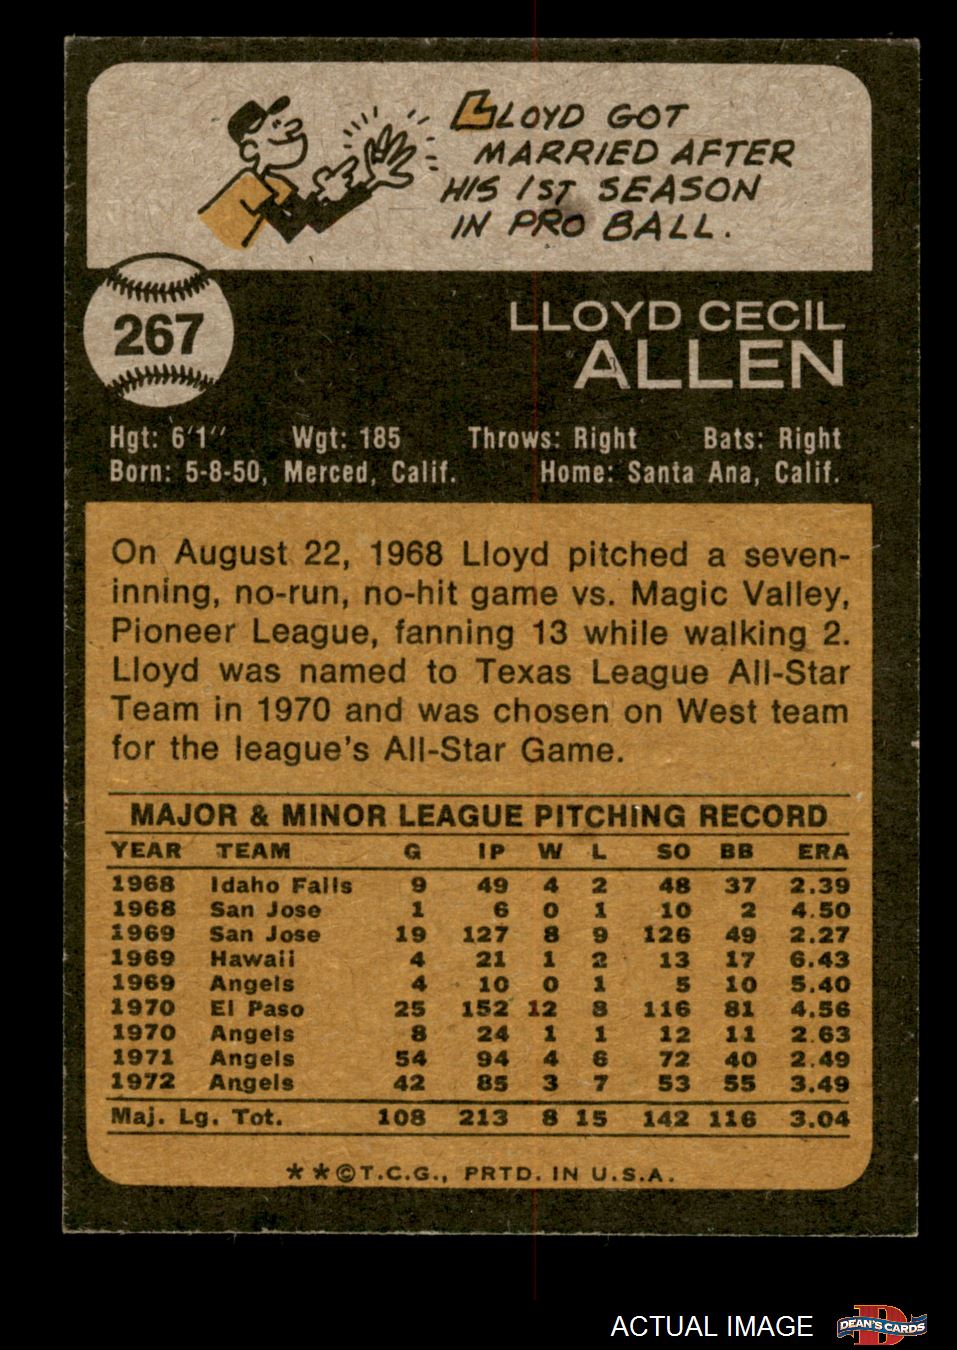 LLOYD GOT
MARRIED AFTER
HIS 1ST SEASON
IN PRO BALL.
267
LLOYD CECIL
ALLEN
Hgt: 6'1" Wgt: 185 Throws: Right Bats: Right
Born: 5-8-50, Merced, Calif. Home: Santa Ana, Calif.
On August 22, 1968 Lloyd pitched a seven-
inning, no-run, no-hit game vs. Magic Valley,
Pioneer League, fanning 13 while walking 2.
Lloyd was named to Texas League All-Star
Team in 1970 and was chosen on West team
for the league's All-Star Game.
MAJOR & MINOR LEAGUE PITCHING RECORD
YEAR TEAM G IP W L SO BB ERA
1968 Idaho Falls 9 49 4 2 48 37 2.39
1968 San Jose 1 6 0 1 10 2 4.50
1969 San Jose 19 127 8 9 126 49 2.27
1969 Hawaii 4 21 1 2 13 17 6.43
1969 Angels 4 10 0 1 5 10 5.40
1970 El Paso 25 152 12 8 116 81 4.56
1970 Angels 8 24 1 1 12 11 2.63
1971 Angels 54 94 4 6 72 40 2.49
1972 Angels 42 85 3 7 53 55 3.49
Maj. Lg. Tot. 108 213 8 15 142 116 3.04
**©T.C.G., PRTD. IN U.S.A.
ACTUAL IMAGE
D
DEAN'S CARDS